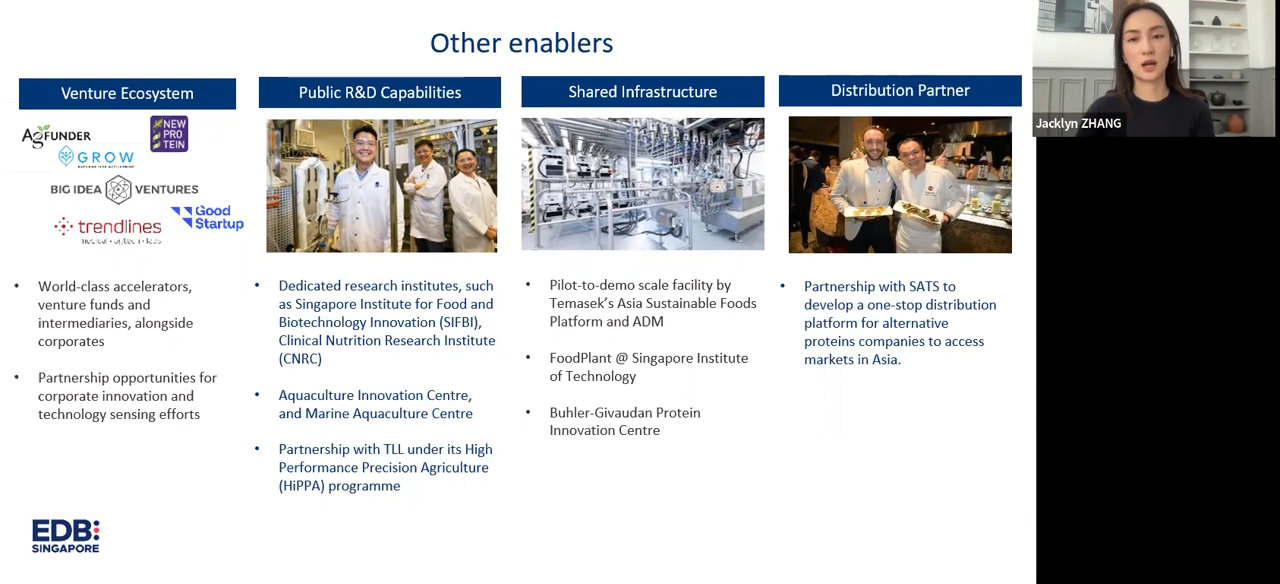 Other enablers
Venture Ecosystem
AgFUNDER
GROW
NEW
PRO
TEIN
BIG IDEA VENTURES
trendlines
medical • agtech • labs
Good
Startup
• World-class accelerators,
venture funds and
intermediaries, alongside
corporates
• Partnership opportunities for
corporate innovation and
technology sensing efforts
Public R&D Capabilities
• Dedicated research institutes, such
as Singapore Institute for Food and
Biotechnology Innovation (SIFBI),
Clinical Nutrition Research Institute
(CNRC)
• Aquaculture Innovation Centre,
and Marine Aquaculture Centre
• Partnership with TLL under its High
Performance Precision Agriculture
(HiPPA) programme
Shared Infrastructure
• Pilot-to-demo scale facility by
Temasek’s Asia Sustainable Foods
Platform and ADM
• FoodPlant @ Singapore Institute
of Technology
• Buhler-Givaudan Protein
Innovation Centre
Distribution Partner
• Partnership with SATS to
develop a one-stop distribution
platform for alternative
proteins companies to access
markets in Asia.
EDB
SINGAPORE
Jacklyn ZHANG